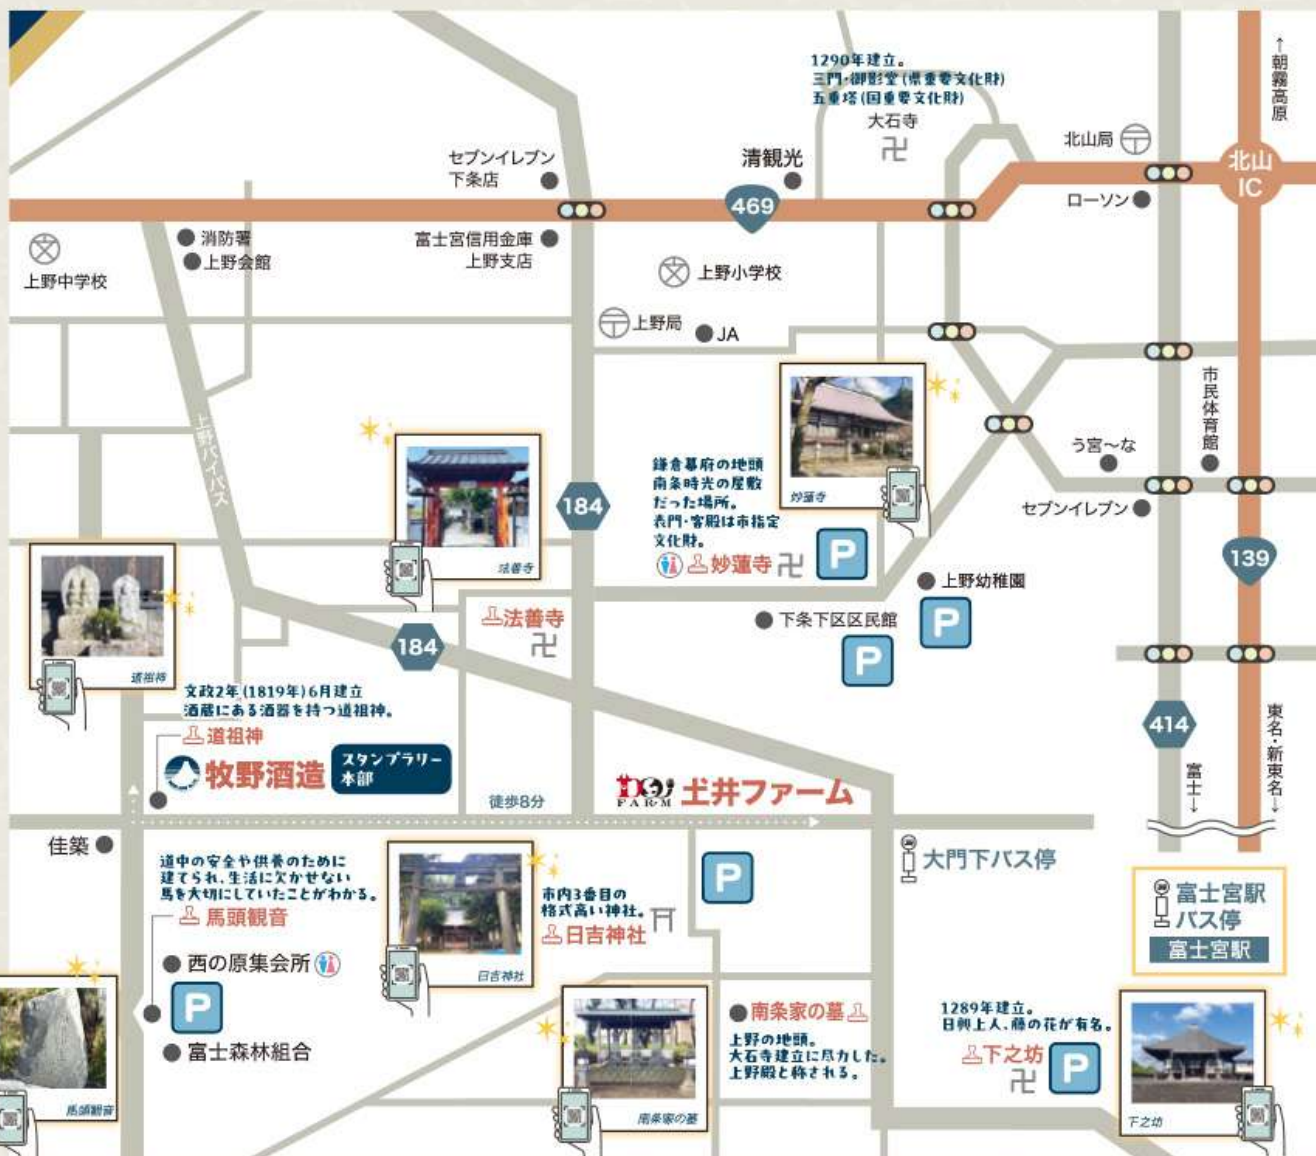 1290年建立。
三門・御影堂(県重要文化財)
五重塔(国重要文化財)
大石寺
↑朝霧高原
北山局
北山
IC
ローソン
セブンイレブン
下条店
清観光
469
消防署
上野会館
富士宮信用金庫
上野支店
上野中学校
上野小学校
上野局
JA
市民体育館
う宮〜な
セブンイレブン
上野バイパス
184
鎌倉幕府の地頭
南条時光の屋敷
だった場所。
表門・客殿は市指定
文化財。
妙蓮寺
妙蓮寺
P
法善寺
法善寺
139
上野幼稚園
P
下条下区区民館
P
184
道祖神
文政2年(1819年)6月建立
酒蔵にある酒器を持つ道祖神。
道祖神
牧野酒造
スタンプラリー
本部
414
富士↓
東名・新東名↓
徒歩8分
DOI
FARM
土井ファーム
佳築
大門下バス停
道中の安全や供養のために
建てられ、生活に欠かせない
馬を大切にしていたことがわかる。
馬頭観音
市内3番目の
格式高い神社。
日吉神社
日吉神社
P
富士宮駅
バス停
富士宮駅
西の原集会所
P
富士森林組合
馬頭観音
南条家の墓
上野の地頭。
大石寺建立に尽力した。
上野殿と称される。
南条家の墓
1289年建立。
日興上人、藤の花が有名。
下之坊
P
下之坊